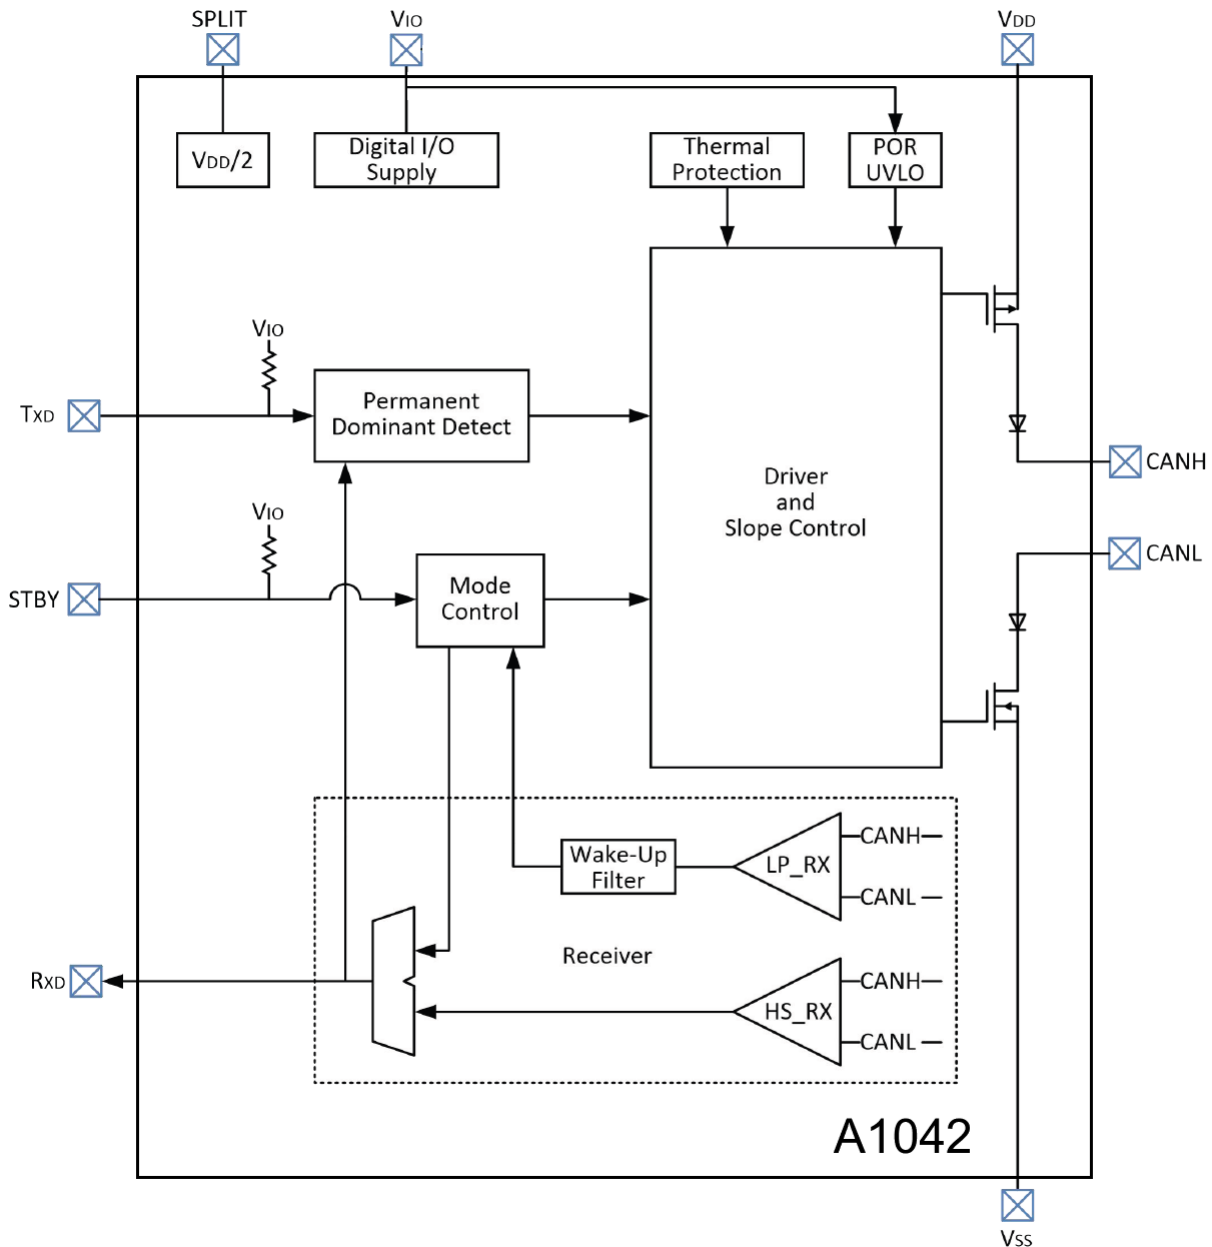 SPLIT
VIO
VDD
VDD/2
Digital I/O
Supply
Thermal
Protection
POR
UVLO
VIO
TXD
Permanent
Dominant Detect
CANH
Driver
and
Slope Control
VIO
CANL
STBY
Mode
Control
Wake-Up
Filter
LP_RX
CANH
CANL
Receiver
RXD
HS_RX
CANH
CANL
A1042
VSS